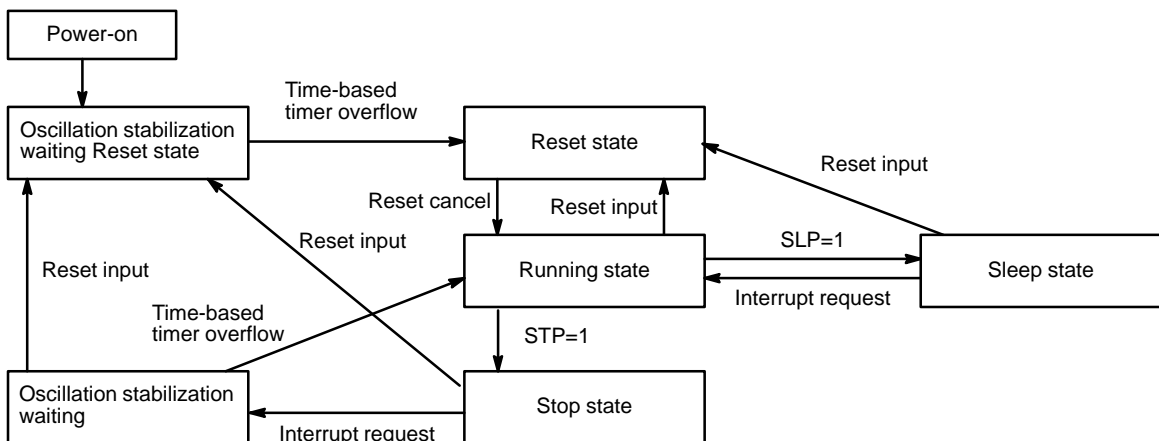 Power-on
Time-based
timer overflow
Oscillation stabilization
waiting Reset state
Reset state
Reset input
Reset cancel
Reset input
Reset input
SLP=1
Reset input
Running state
Sleep state
Interrupt request
Time-based
timer overflow
STP=1
Oscillation stabilization
waiting
Stop state
Interrupt request